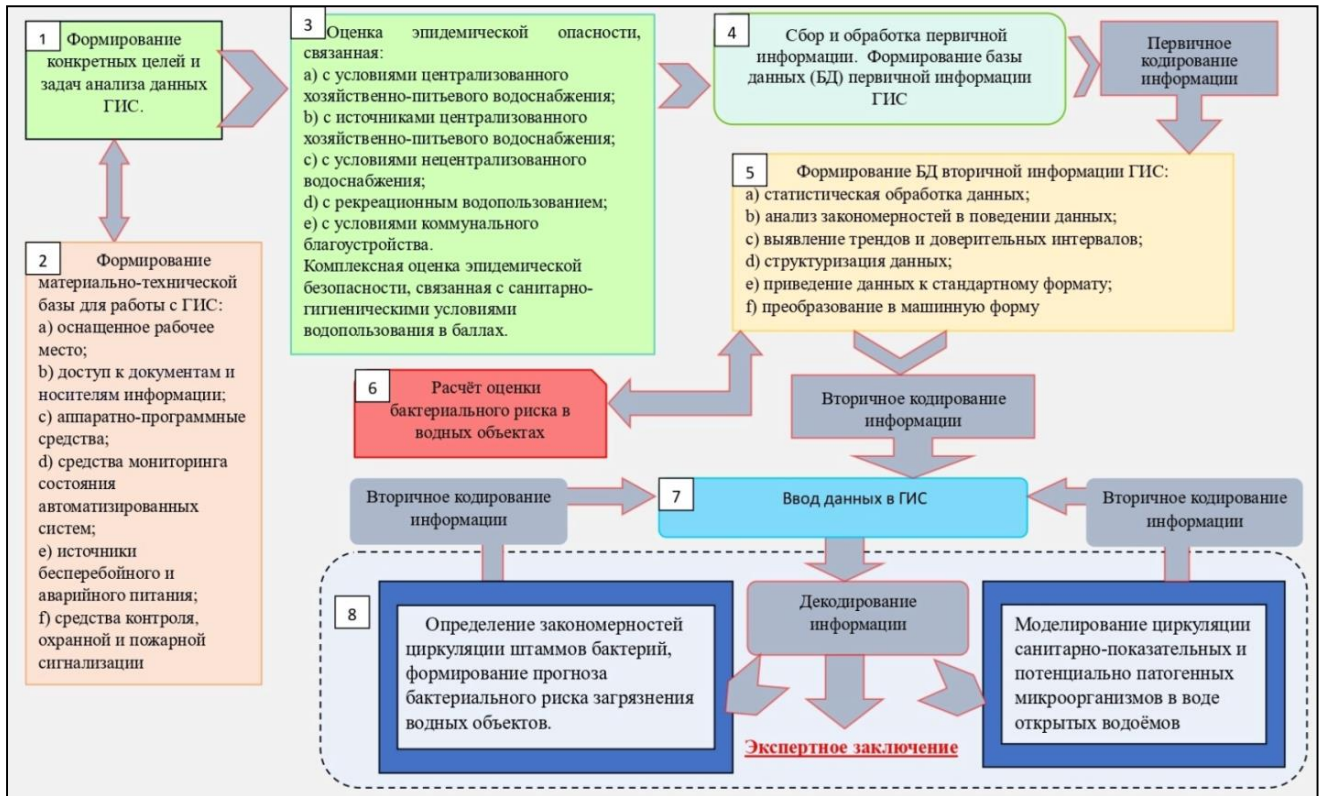 1
Формирование
конкретных целей и
задач анализа данных
ГИС.
2
Формирование
материально-технической
базы для работы с ГИС:
a) оснащенное рабочее
место;
b) доступ к документам и
носителям информации;
c) аппаратно-программные
средства;
d) средства мониторинга
состояния
автоматизированных
систем;
e) источники
бесперебойного и
аварийного питания;
f) средства контроля,
охранной и пожарной
сигнализации
3
Оценка эпидемической опасности,
связанная:
a) с условиями централизованного
хозяйственно-питьевого водоснабжения;
b) с источниками централизованного
хозяйственно-питьевого водоснабжения;
c) с условиями нецентрализованного
водоснабжения;
d) с рекреационным водопользованием;
e) с условиями коммунального
благоустройства.
Комплексная оценка эпидемической
безопасности, связанная с санитарно-
гигиеническими условиями
водопользования в баллах.
4
Сбор и обработка первичной
информации. Формирование базы
данных (БД) первичной информации
ГИС
Первичное
кодирование
информации
5
Формирование БД вторичной информации ГИС:
a) статистическая обработка данных;
b) анализ закономерностей в поведении данных;
c) выявление трендов и доверительных интервалов;
d) структуризация данных;
e) приведение данных к стандартному формату;
f) преобразование в машинную форму
6
Расчёт оценки
бактериального риска в
водных объектах
Вторичное кодирование
информации
Вторичное кодирование
информации
7
Ввод данных в ГИС
Вторичное кодирование
информации
8
Определение закономерностей
циркуляции штаммов бактерий,
формирование прогноза
бактериального риска загрязнения
водных объектов.
Декодирование
информации
Моделирование циркуляции
санитарно-показательных и
потенциально патогенных
микроорганизмов в воде
открытых водоёмов
Экспертное заключение